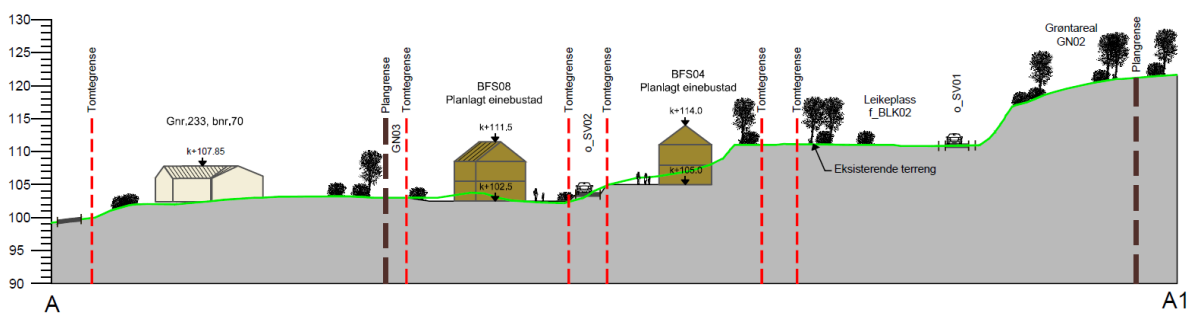 130
125
120
115
110
105
100
95
90
Tomtegrense
Gnr,233, bnr,70
k+107.85
Plangrense
GN03
Tomtegrense
BFS08
Planlagt einebustad
k+111.5
k+102.5
Tomtegrense
o_SV02
Tomtegrense
BFS04
Planlagt einebustad
k+114.0
k+105.0
Tomtegrense
Tomtegrense
Leikeplass
f_BLK02
Eksisterende terreng
o_SV01
Grøntareal
GN02
Plangrense
A
A1